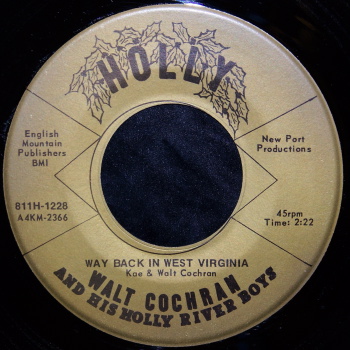 HOLLY
English
Mountain
Publishers
BMI
New Port
Productions
811H-1228
A4KM-2366
45rpm
Time: 2:22
WAY BACK IN WEST VIRGINIA
Kae & Walt Cochran
WALT COCHRAN
AND HIS HOLLY RIVER BOYS